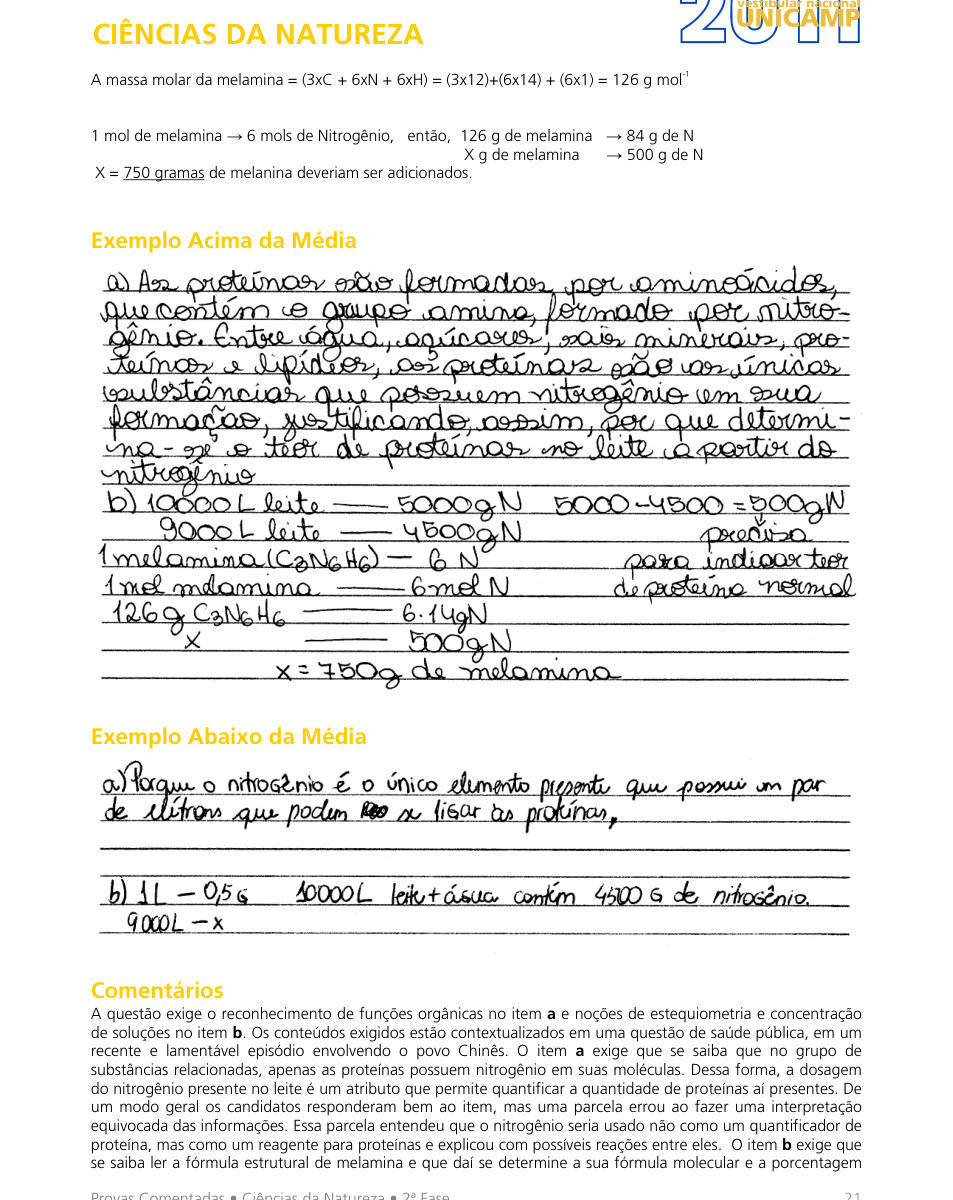 CIÊNCIAS DA NATUREZA
2011
vestibular nacional
UNICAMP
A massa molar da melamina = (3xC + 6xN + 6xH) = (3x12)+(6x14) + (6x1) = 126 g mol⁻¹
1 mol de melamina → 6 mols de Nitrogênio, então, 126 g de melamina → 84 g de N
X g de melamina → 500 g de N
X = 750 gramas de melanina deveriam ser adicionados.
Exemplo Acima da Média
a) As proteínas são formadas por aminoácidos,
que contém o grupo amina, formado por nitro-
gênio. Entre água, açúcares, sais minerais, pro-
teínas e lipídeos, as proteínas são as únicas
substâncias que possuem nitrogênio em sua
formação, justificando, assim, por que determi-
na-se o teor de proteínas no leite a partir do
nitrogênio
b) 10000 L leite — 5000g N 5000 - 4500 = 500g N
9000 L leite — 4500g N precisa
1 melamina (C3N6H6) — 6 N para indicar teor
1 mol melamina — 6 mol N de proteína normal
126 g C3N6H6 — 6.14g N
x — 500g N
x = 750g de melamina
Exemplo Abaixo da Média
a) Porque o nitrogênio é o único elemento presente que possui um par
de elétrons que podem se ligar às proteínas,
b) 1L — 0,5 G 10000L leite + água contém 4500 G de nitrogênio.
9000L — x
Comentários
A questão exige o reconhecimento de funções orgânicas no item a e noções de estequiometria e concentração
de soluções no item b. Os conteúdos exigidos estão contextualizados em uma questão de saúde pública, em um
recente e lamentável episódio envolvendo o povo Chinês. O item a exige que se saiba que no grupo de
substâncias relacionadas, apenas as proteínas possuem nitrogênio em suas moléculas. Dessa forma, a dosagem
do nitrogênio presente no leite é um atributo que permite quantificar a quantidade de proteínas aí presentes. De
um modo geral os candidatos responderam bem ao item, mas uma parcela errou ao fazer uma interpretação
equivocada das informações. Essa parcela entendeu que o nitrogênio seria usado não como um quantificador de
proteína, mas como um reagente para proteínas e explicou com possíveis reações entre eles. O item b exige que
se saiba ler a fórmula estrutural de melamina e que daí se determine a sua fórmula molecular e a porcentagem
Provas Comentadas • Ciências da Natureza • 2ª Fase 21